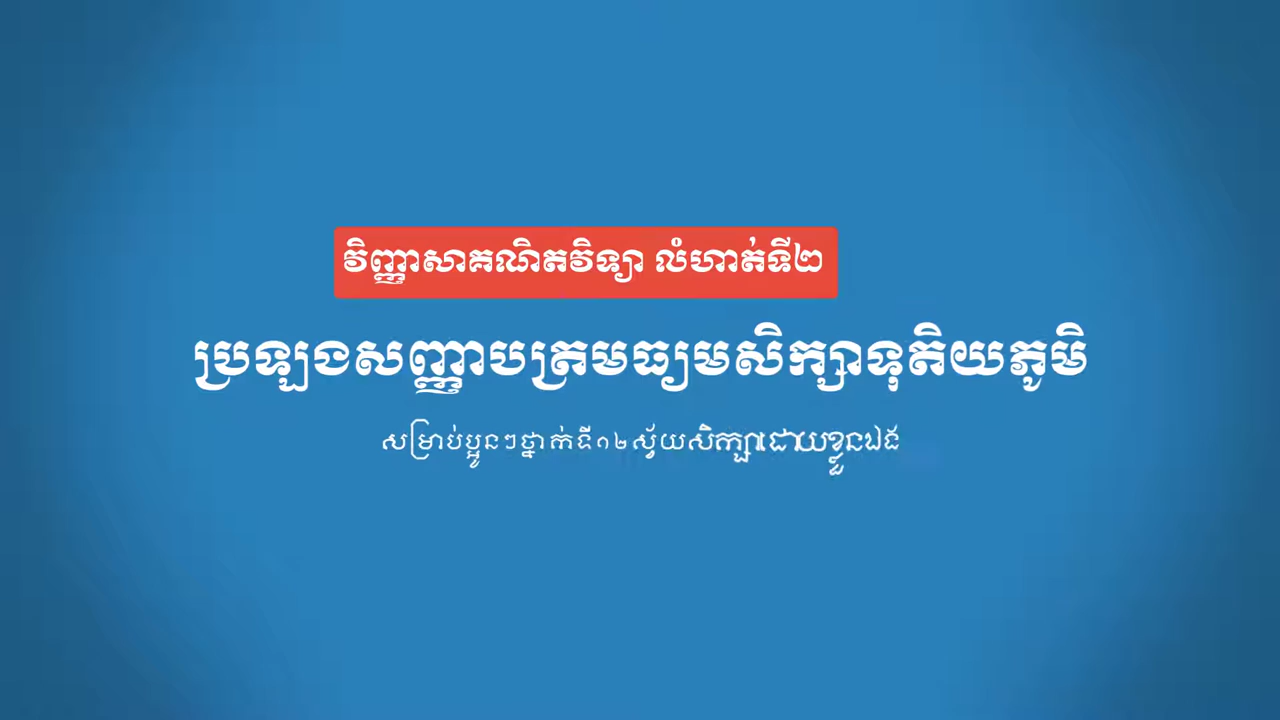 វិញ្ញាសាគណិតវិទ្យា លំហាត់ទី២
ប្រឡងសញ្ញាបត្រមធ្យមសិក្សាទុតិយភូមិ
សម្រាប់ប្អូនៗថ្នាក់ទី១២ស្វ័យសិក្សាដោយខ្លួនឯង